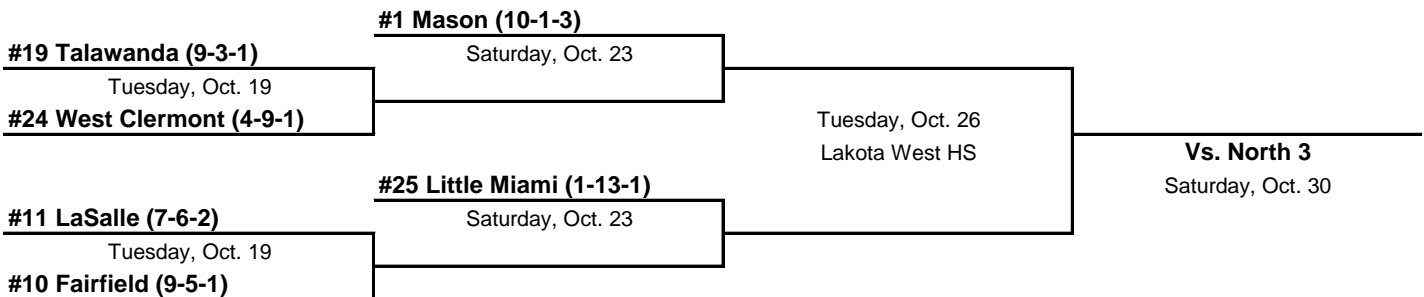 #1 Mason (10-1-3)
#19 Talawanda (9-3-1)
Saturday, Oct. 23
Tuesday, Oct. 19
#24 West Clermont (4-9-1)
Tuesday, Oct. 26
Lakota West HS
Vs. North 3
#25 Little Miami (1-13-1)
Saturday, Oct. 30
#11 LaSalle (7-6-2)
Saturday, Oct. 23
Tuesday, Oct. 19
#10 Fairfield (9-5-1)